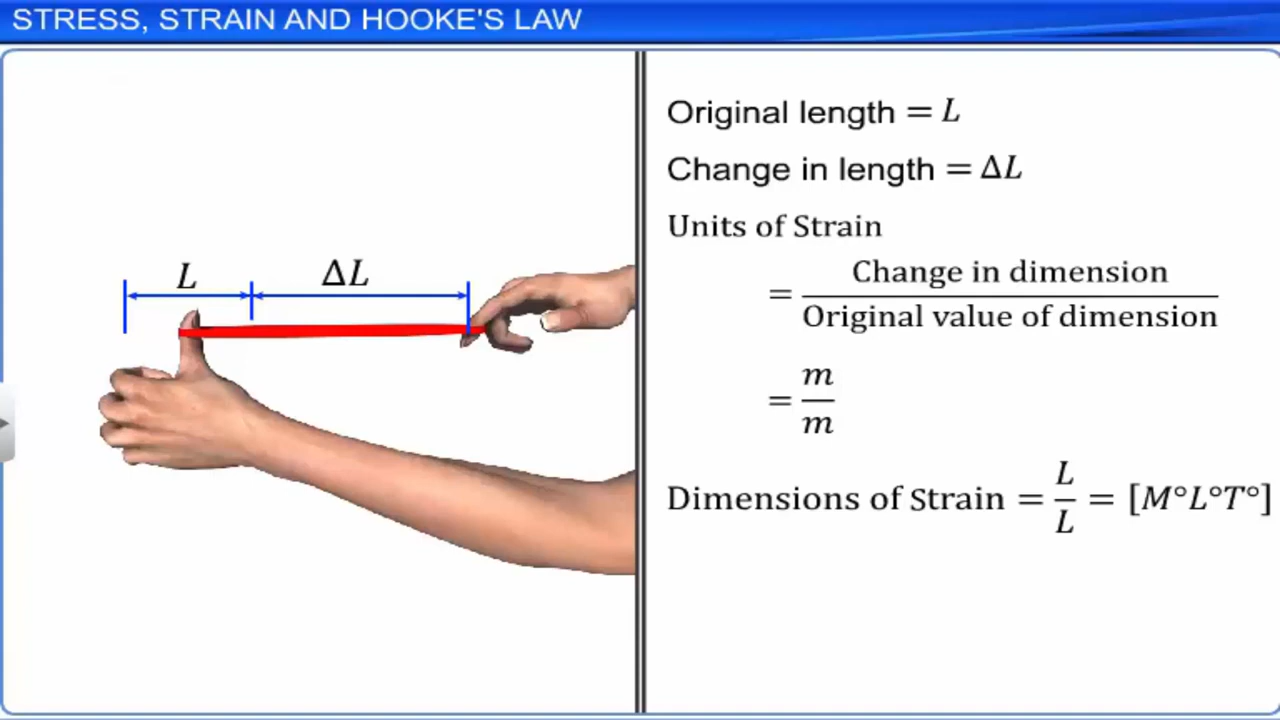 STRESS, STRAIN AND HOOKE'S LAW
L
ΔL
Original length = L
Change in length = ΔL
Units of Strain
= Change in dimension
Original value of dimension
= m
m
Dimensions of Strain = L/L = [M°L°T°]